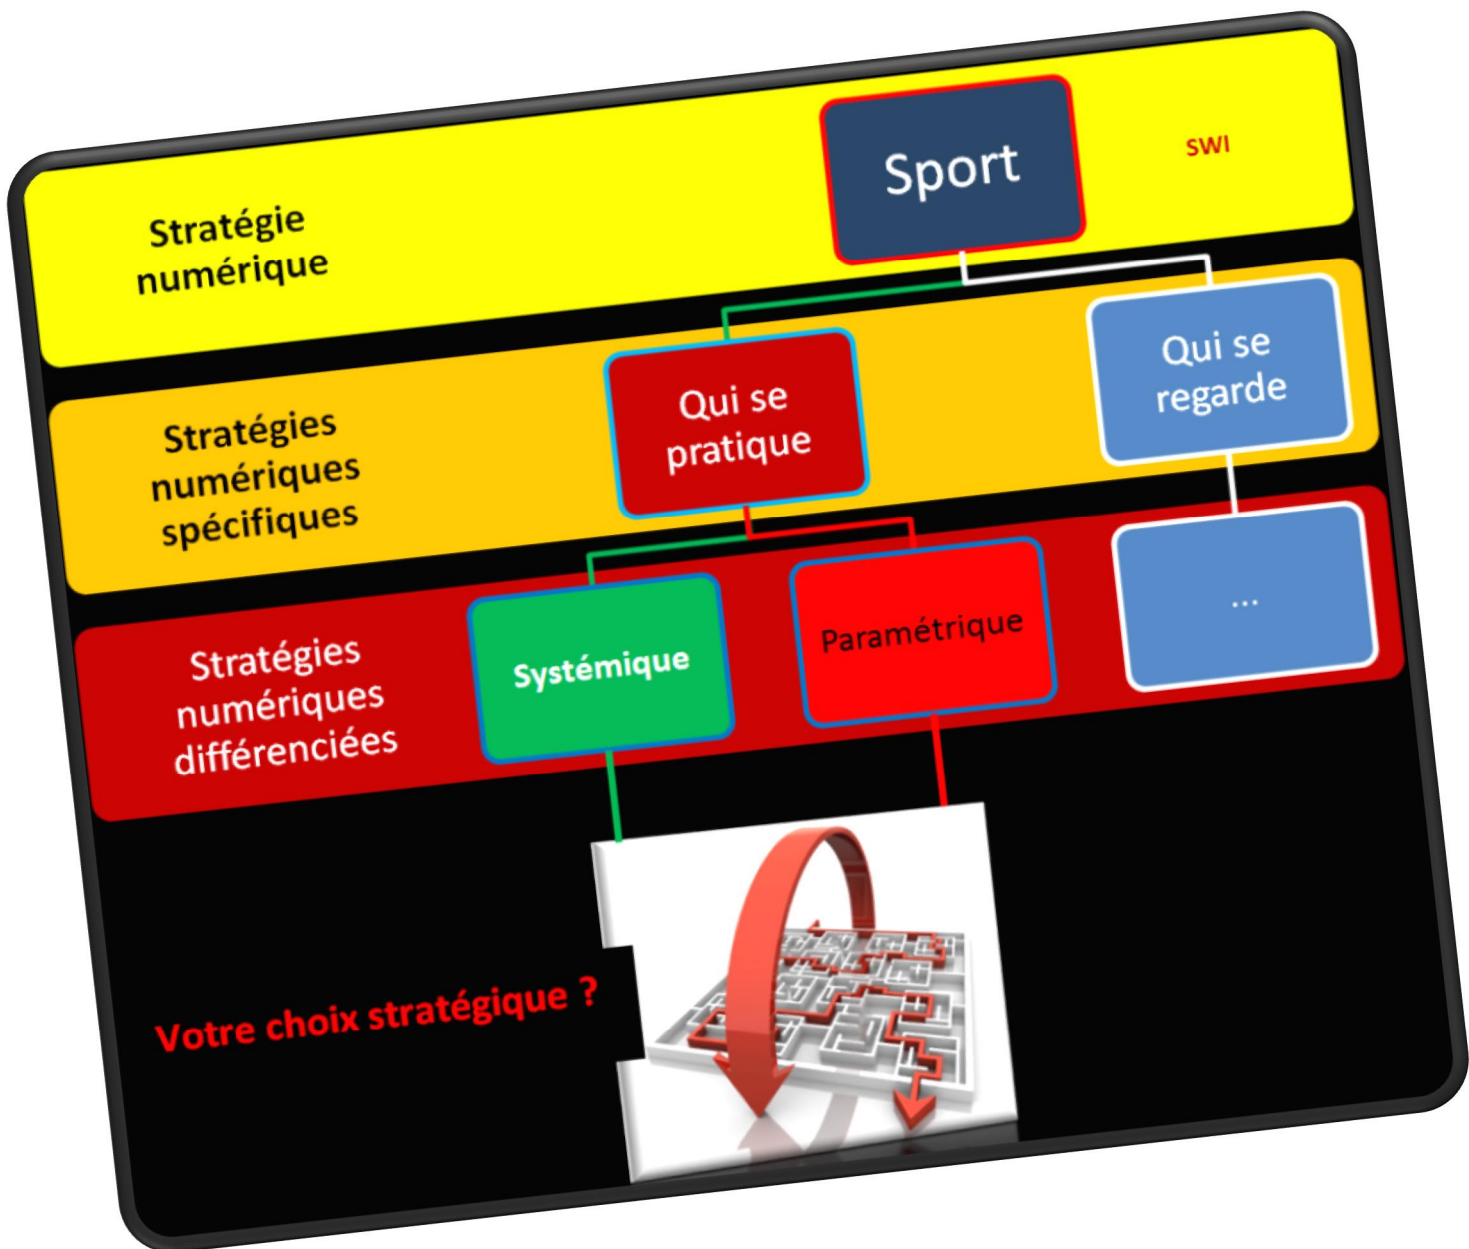 Stratégie
numérique
Sport
SWI
Stratégies
numériques
spécifiques
Qui se
pratique
Qui se
regarde
Stratégies
numériques
différenciées
Systémique
Paramétrique
...
Votre choix stratégique ?